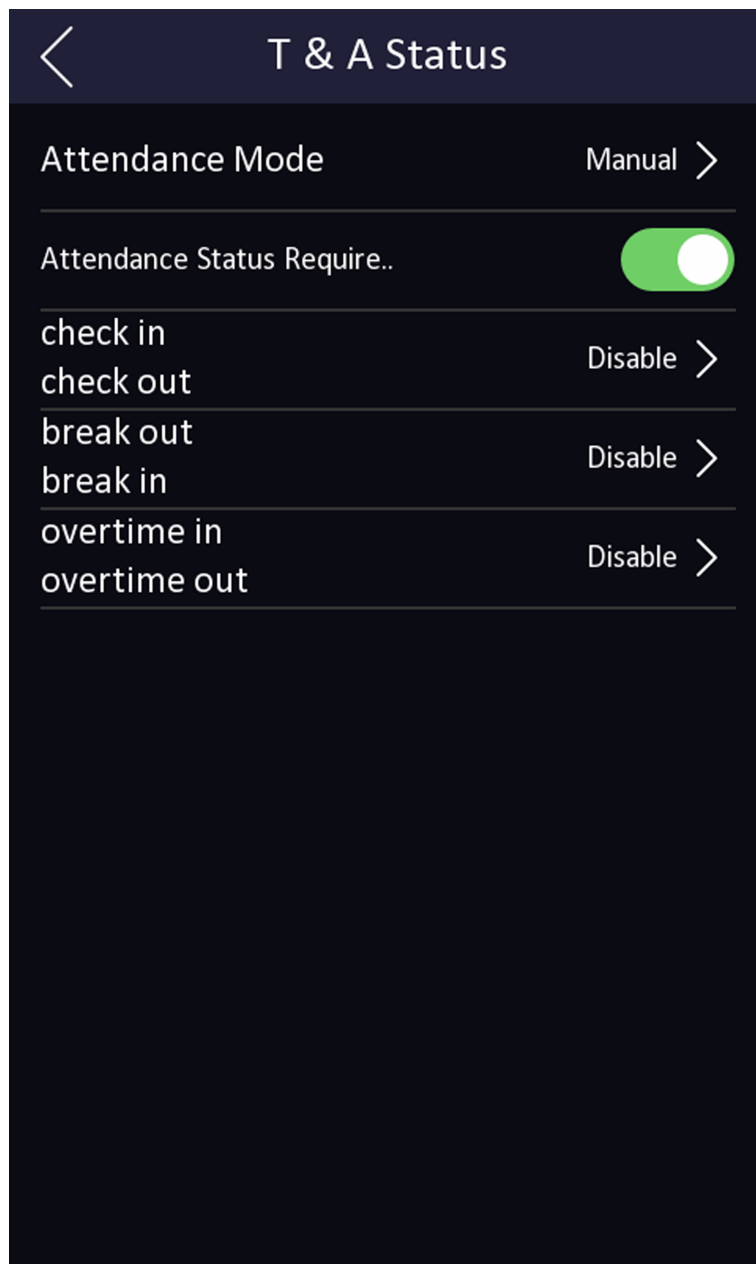 T & A Status
Attendance Mode Manual
Attendance Status Require..
check in
check out
Disable
break out
break in
Disable
overtime in
overtime out
Disable